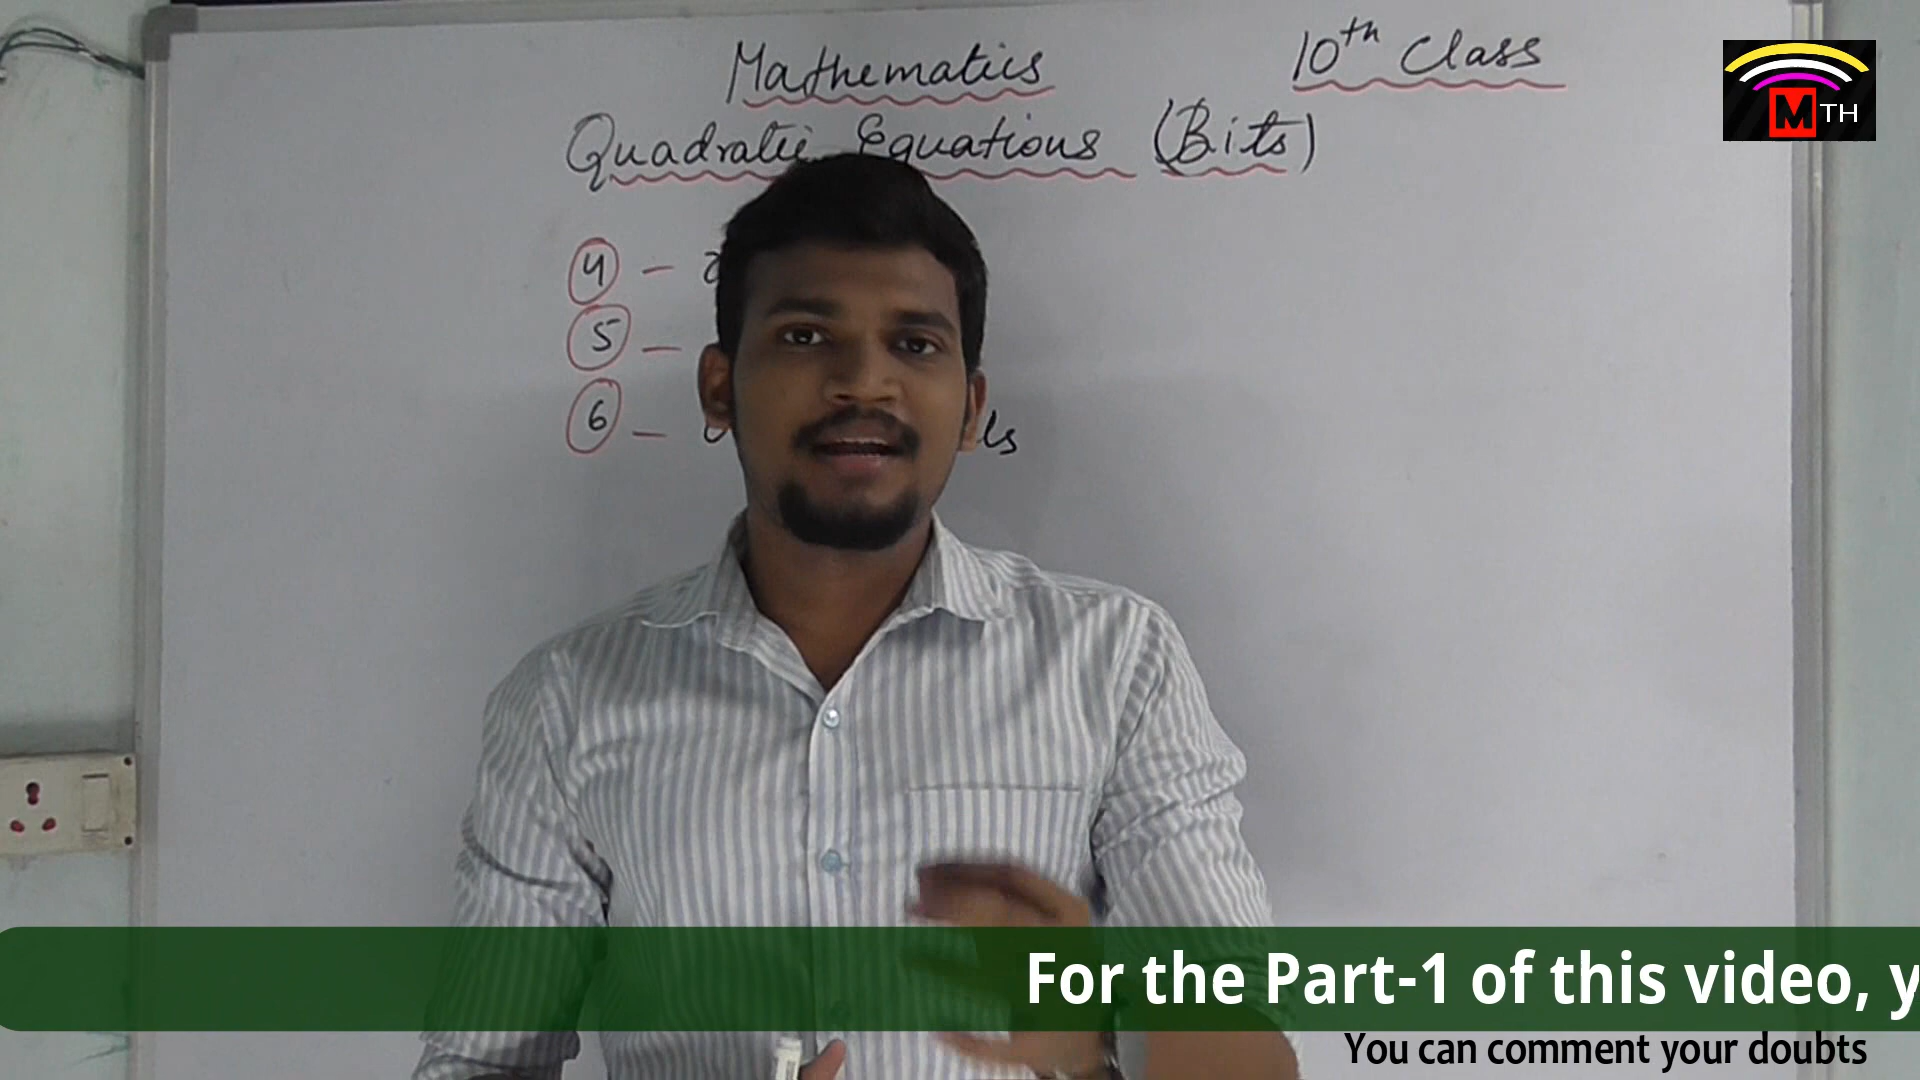 Mathematics
10th Class
Quadratic Equations (Bits)
4 -
5 -
6 -
M TH
For the Part-1 of this video,
You can comment your doubts